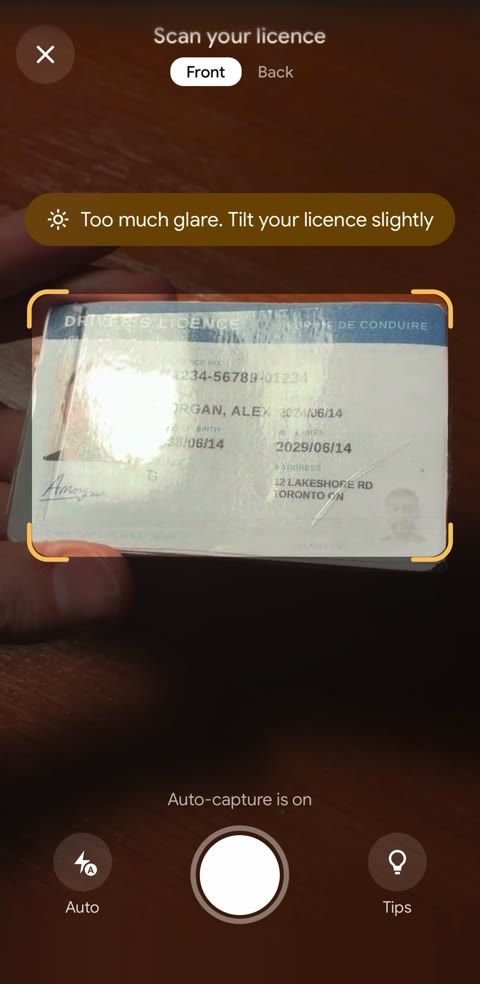 Scan your licence
Front Back
Too much glare. Tilt your licence slightly
DRIVER'S LICENCE DE CONDUIRE
1234-56789-01234
ORGAN, ALEX 2024/06/14
/06/14 2029/06/14
ADDRESS
12 LAKESHORE RD
TORONTO ON
G
Auto-capture is on
A
Auto Tips